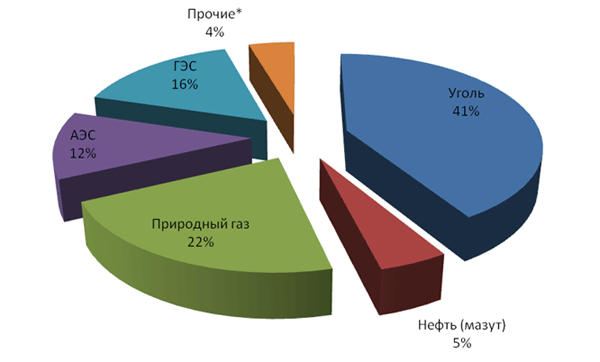 Прочие*
4%
ГЭС
16%
Уголь
41%
АЭС
12%
Природный газ
22%
Нефть (мазут)
5%